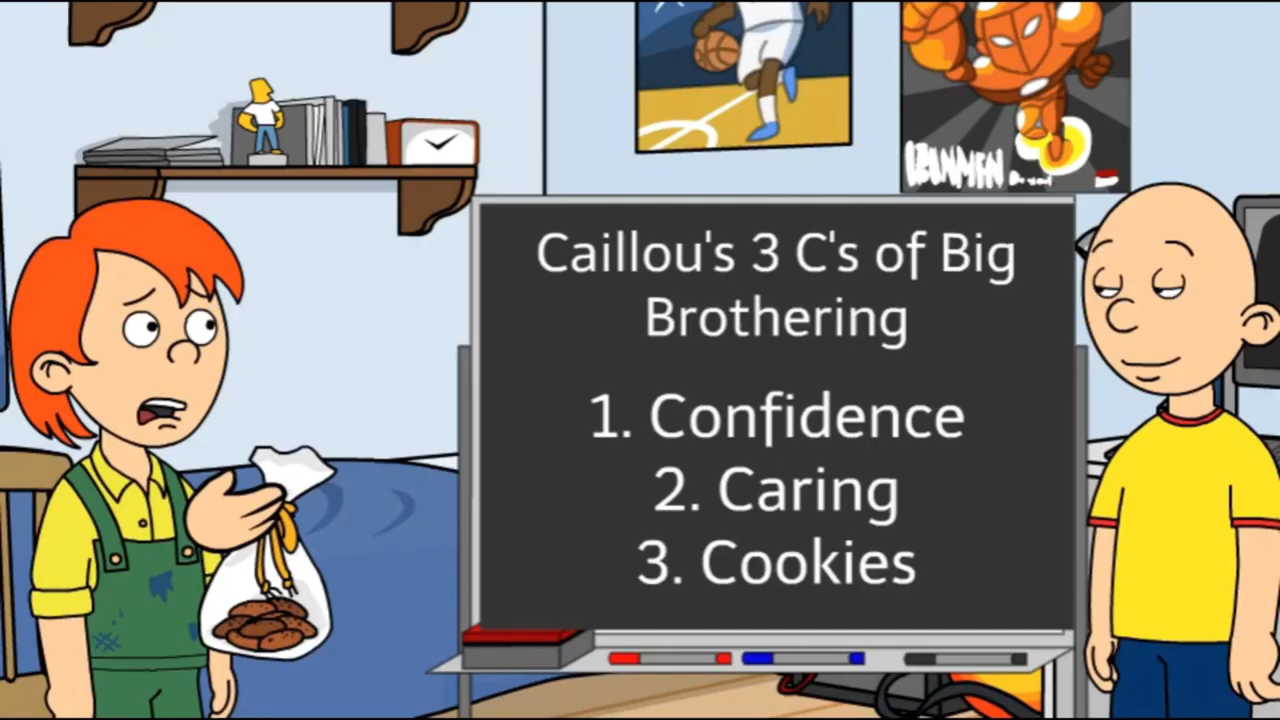 Caillou's 3 C's of Big
Brothering
1. Confidence
2. Caring
3. Cookies